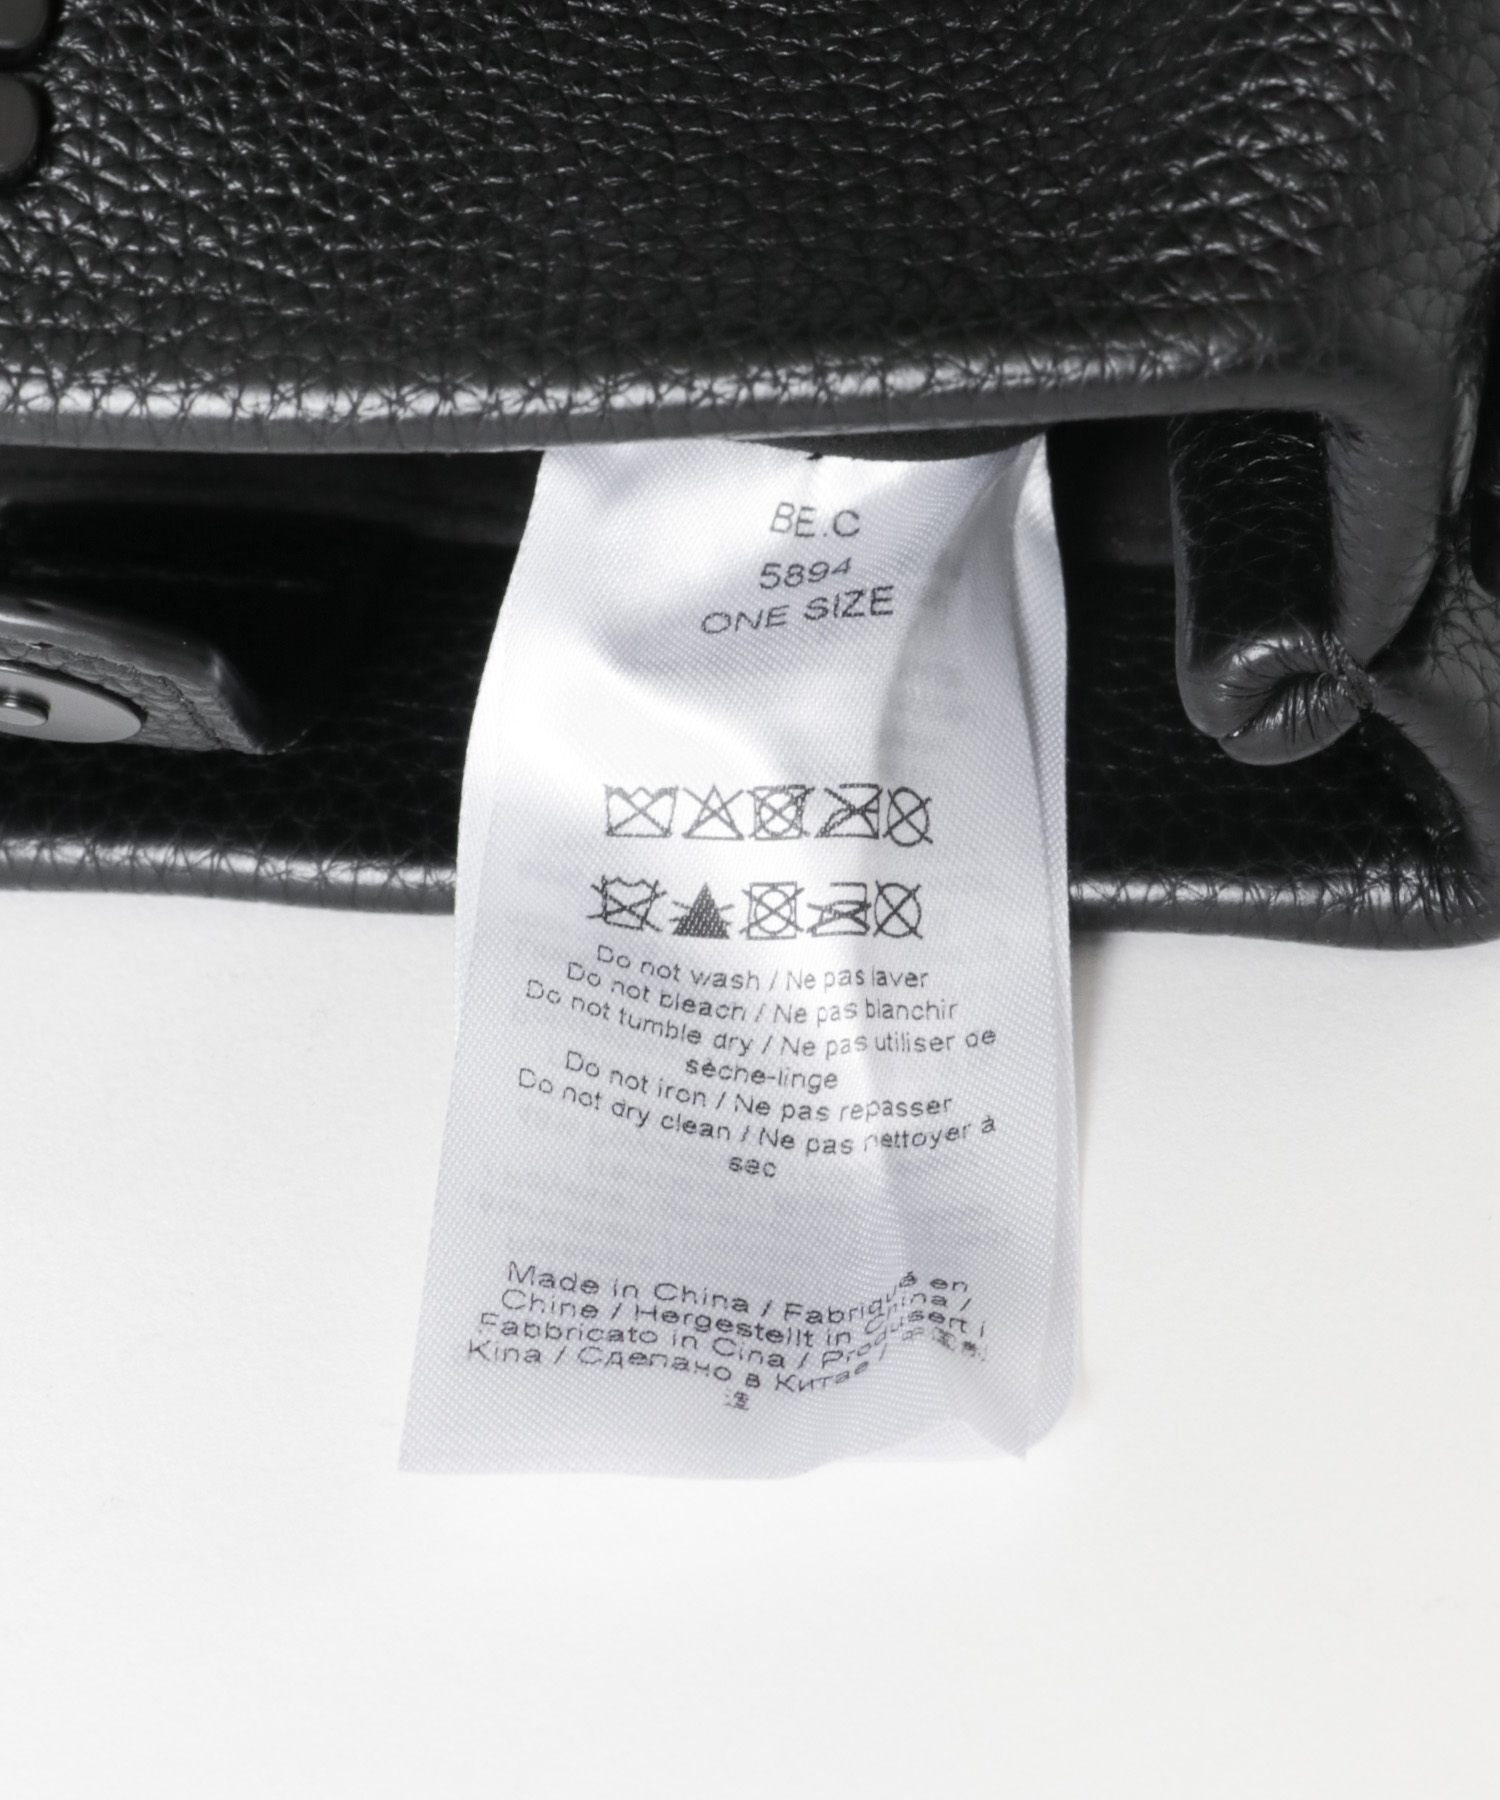 BE.C
5894
ONE SIZE
Do not wash / Ne pas laver
Do not bleach / Ne pas blanchir
Do not tumble dry / Ne pas utiliser de
sèche-linge
Do not iron / Ne pas repasser
Do not dry clean / Ne pas nettoyer à
sec
Made in China / Fabriqué en
Chine / Hergestellt in China /
Fabbricato in Cina / Produsert i
Kina / Сделано в Китае /
造